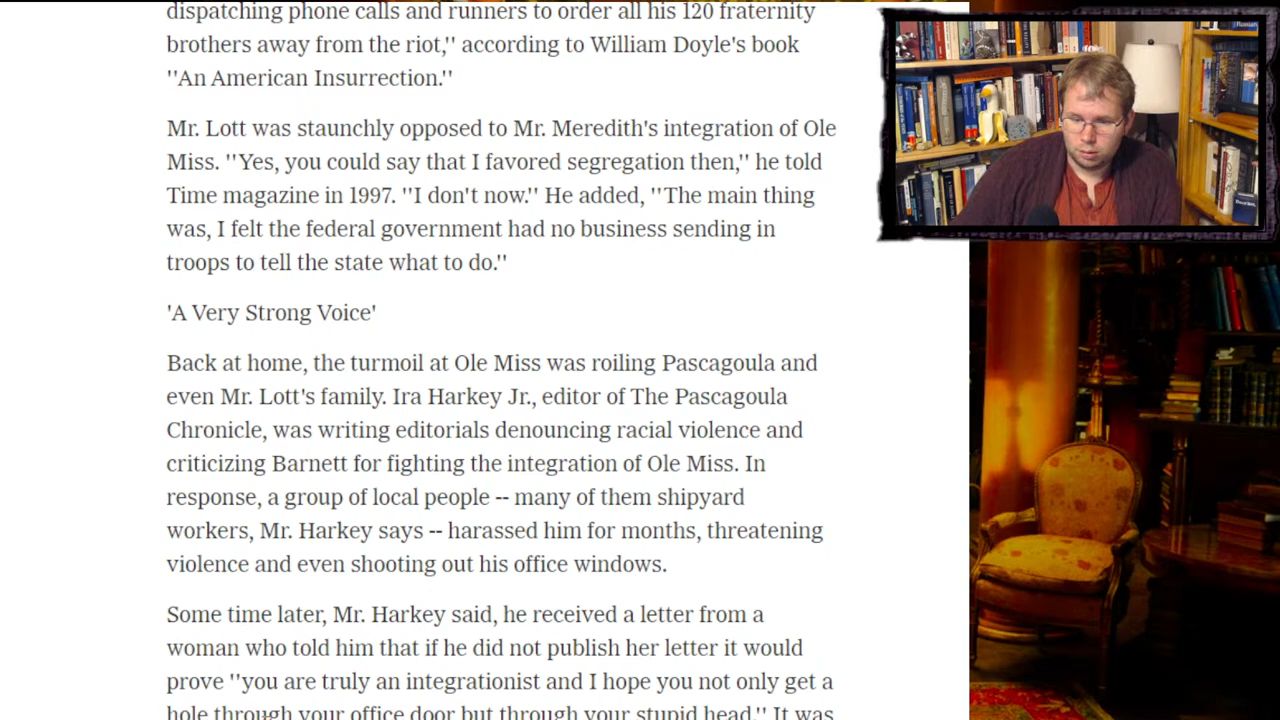 dispatching phone calls and runners to order all his 120 fraternity
brothers away from the riot,'' according to William Doyle's book
''An American Insurrection.''
Mr. Lott was staunchly opposed to Mr. Meredith's integration of Ole
Miss. ''Yes, you could say that I favored segregation then,'' he told
Time magazine in 1997. ''I don't now.'' He added, ''The main thing
was, I felt the federal government had no business sending in
troops to tell the state what to do.''
'A Very Strong Voice'
Back at home, the turmoil at Ole Miss was roiling Pascagoula and
even Mr. Lott's family. Ira Harkey Jr., editor of The Pascagoula
Chronicle, was writing editorials denouncing racial violence and
criticizing Barnett for fighting the integration of Ole Miss. In
response, a group of local people -- many of them shipyard
workers, Mr. Harkey says -- harassed him for months, threatening
violence and even shooting out his office windows.
Some time later, Mr. Harkey said, he received a letter from a
woman who told him that if he did not publish her letter it would
prove ''you are truly an integrationist and I hope you not only get a
hole through your office door but through your stupid head.'' It was